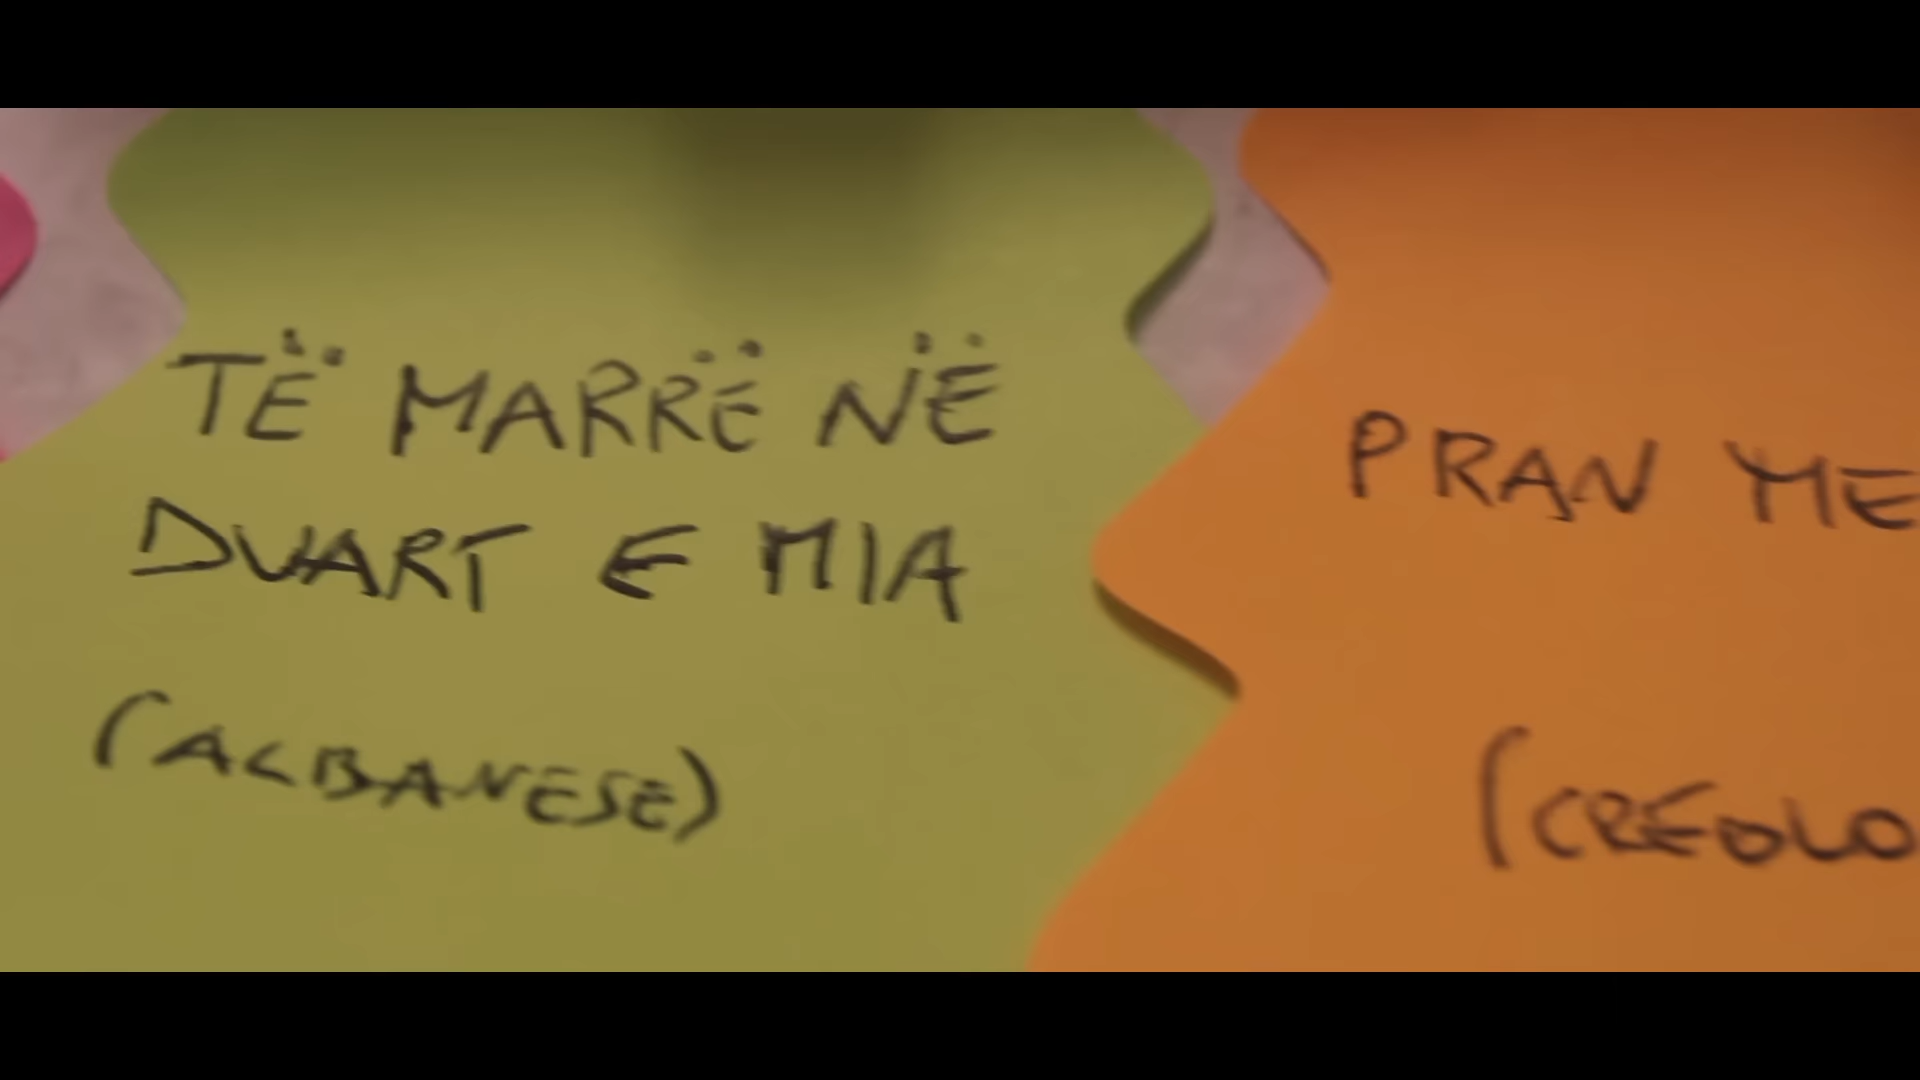 TË MARRË NË
DUART E MIA
(ALBANESE)
PRAN ME
(CREOLO